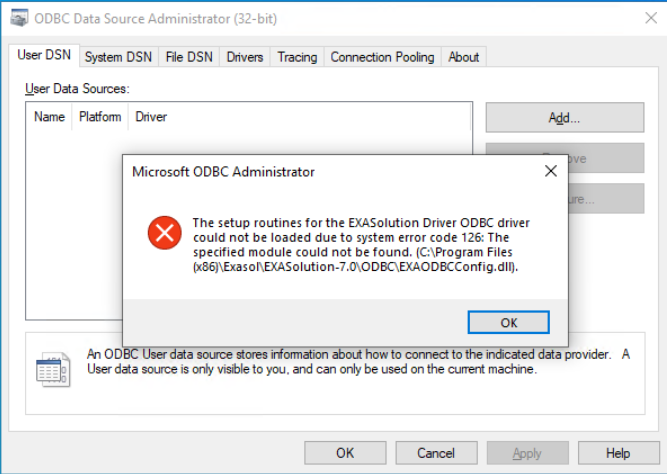 ODBC Data Source Administrator (32-bit)
User DSN System DSN File DSN Drivers Tracing Connection Pooling About
User Data Sources:
Name Platform Driver
Add...
Microsoft ODBC Administrator
The setup routines for the EXASolution Driver ODBC driver
could not be loaded due to system error code 126: The
specified module could not be found. (C:\Program Files
(x86)\Exasol\EXASolution-7.0\ODBC\EXAODBCConfig.dll).
OK
An ODBC User data source stores information about how to connect to the indicated data provider. A
User data source is only visible to you, and can only be used on the current machine.
OK Cancel Apply Help